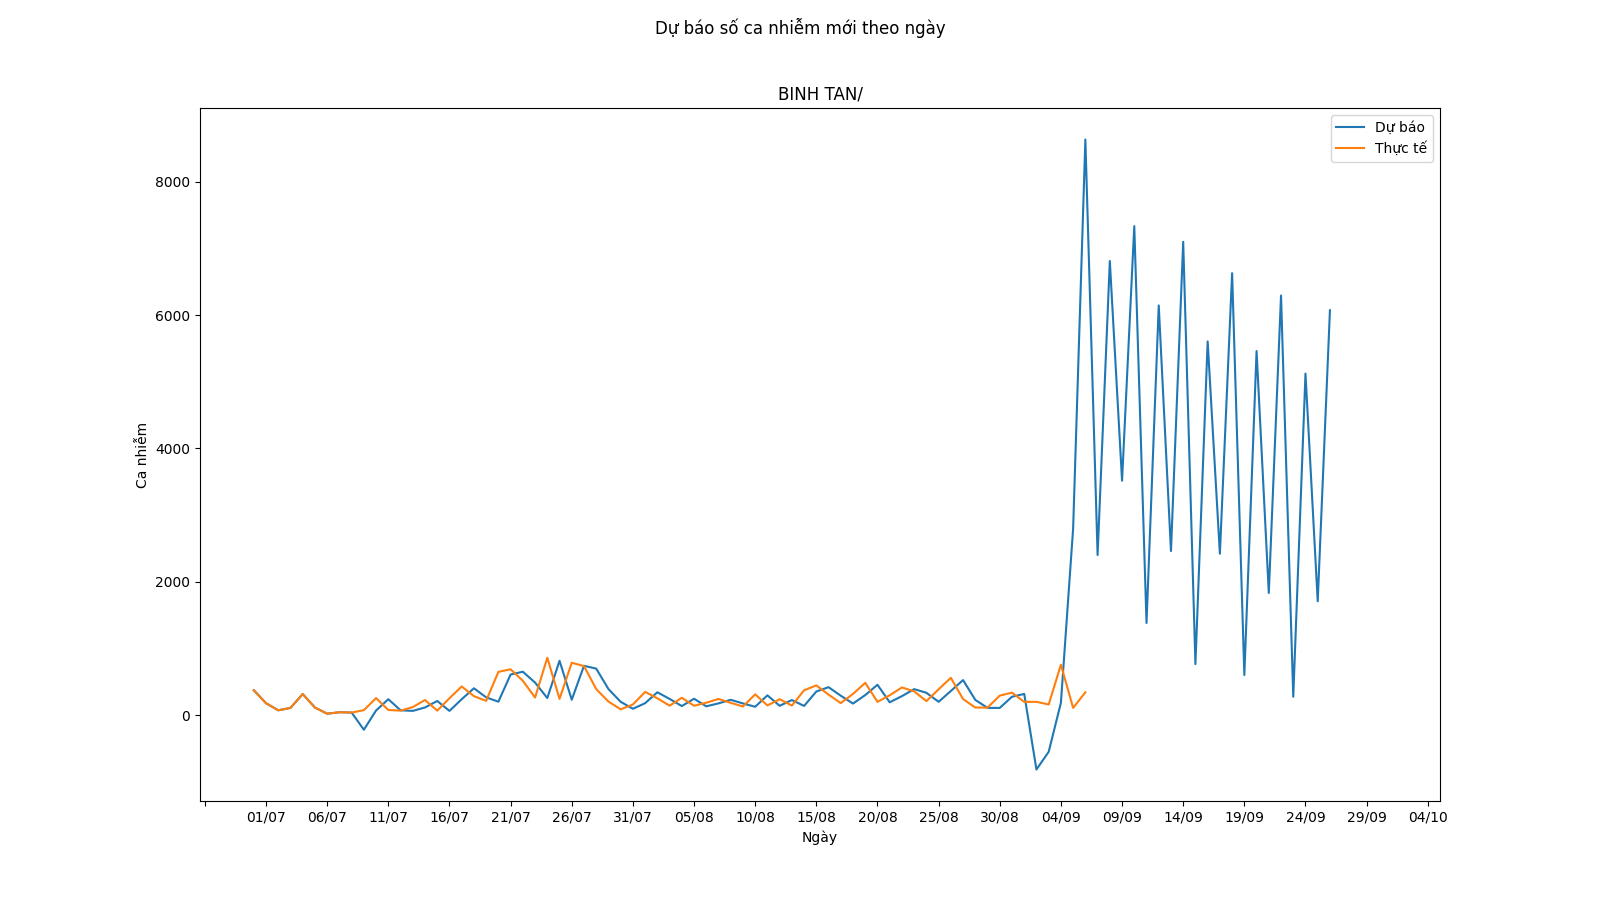 Dự báo số ca nhiễm mới theo ngày
BINH TAN/
Dự báo
Thực tế
8000
6000
4000
2000
0
Ca nhiễm
01/07 06/07 11/07 16/07 21/07 26/07 31/07 05/08 10/08 15/08 20/08 25/08 30/08 04/09 09/09 14/09 19/09 24/09 29/09 04/10
Ngày